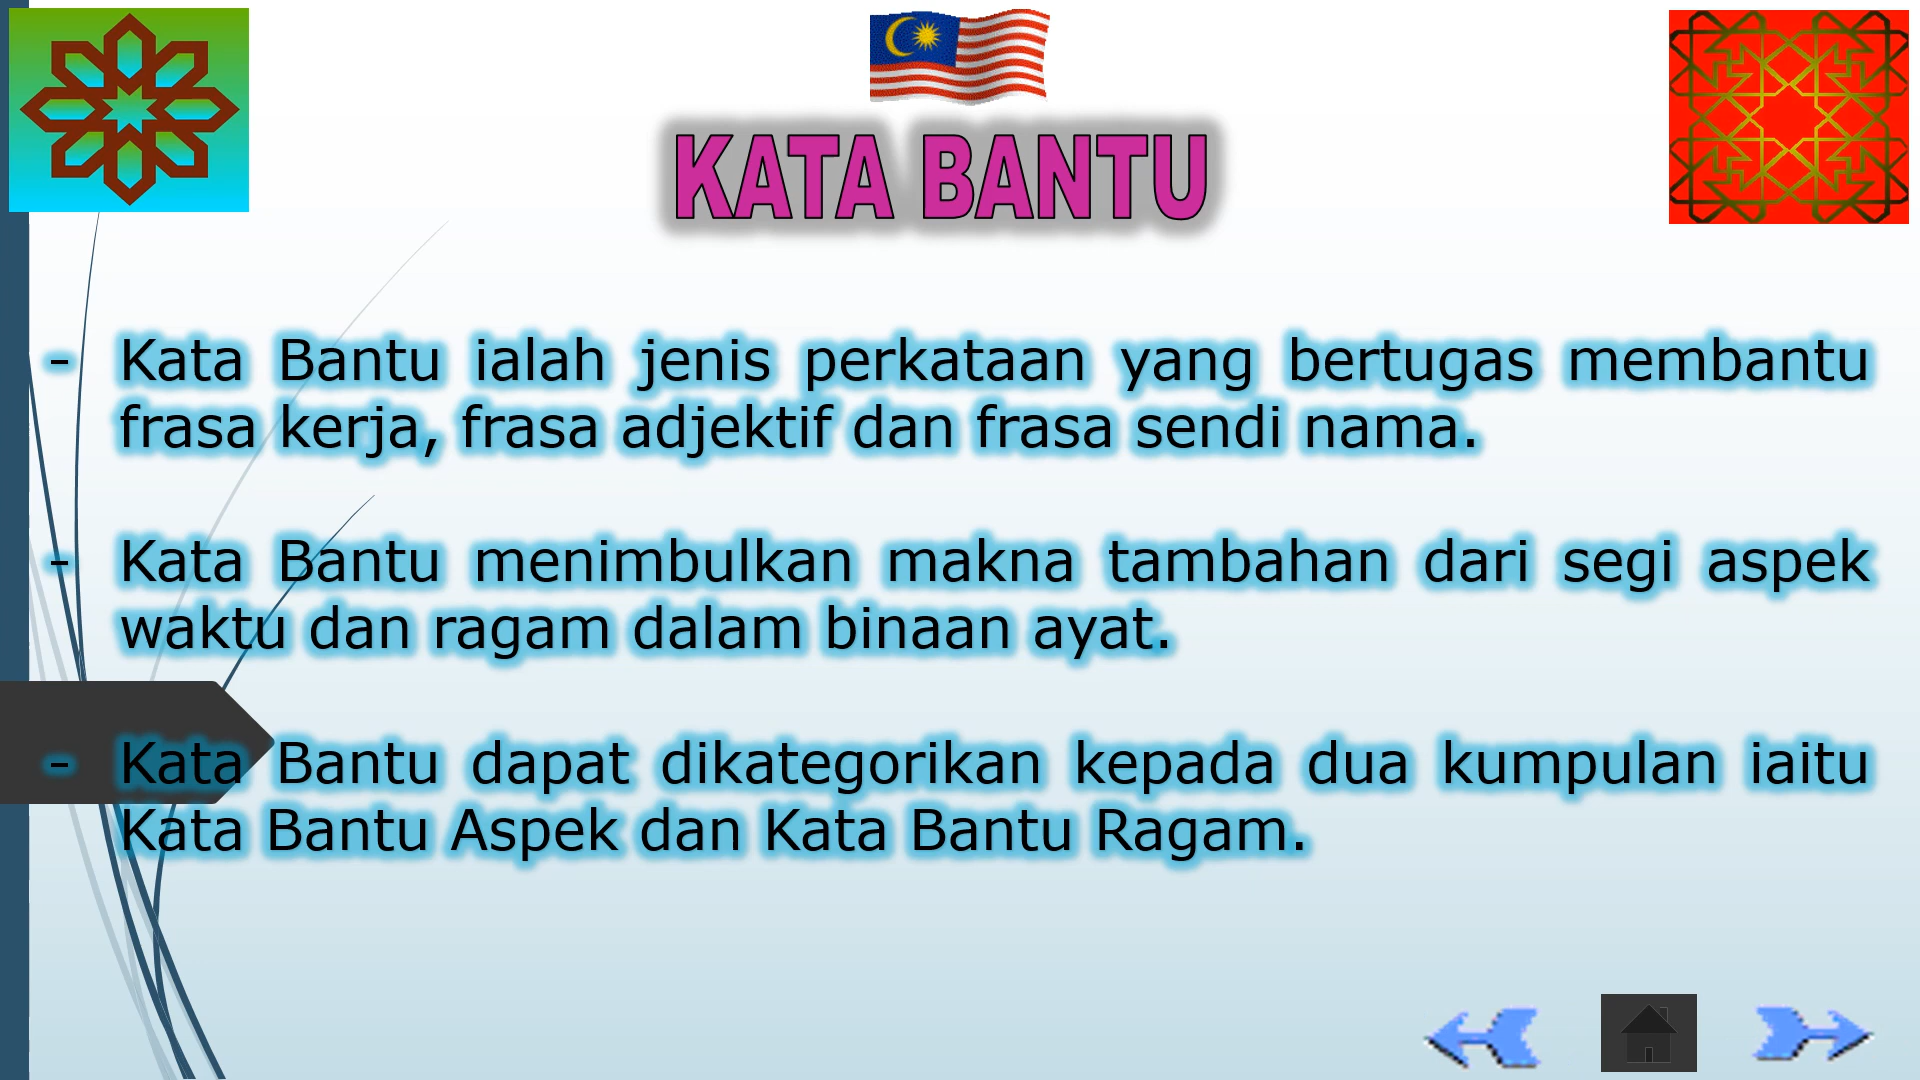 KATA BANTU
- Kata Bantu ialah jenis perkataan yang bertugas membantu
frasa kerja, frasa adjektif dan frasa sendi nama.
- Kata Bantu menimbulkan makna tambahan dari segi aspek
waktu dan ragam dalam binaan ayat.
- Kata Bantu dapat dikategorikan kepada dua kumpulan iaitu
Kata Bantu Aspek dan Kata Bantu Ragam.